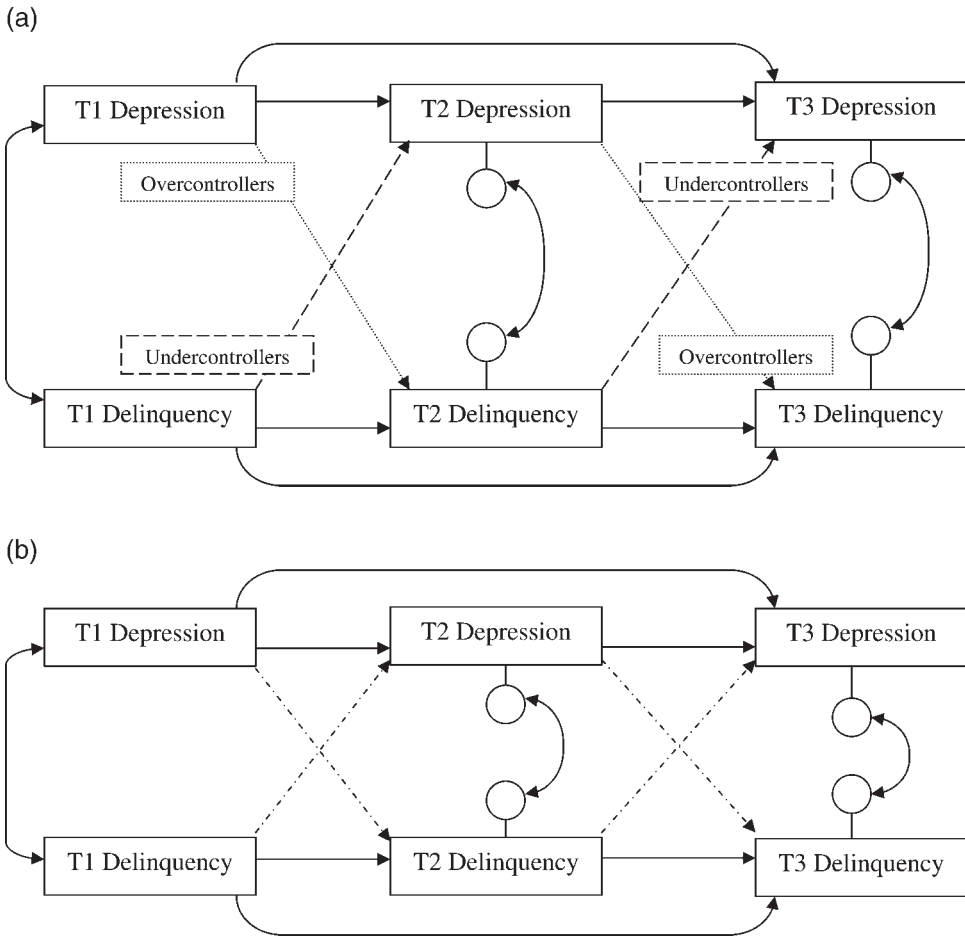 (a)
T1 Depression
T2 Depression
T3 Depression
Overcontrollers
Undercontrollers
Undercontrollers
Overcontrollers
T1 Delinquency
T2 Delinquency
T3 Delinquency
(b)
T1 Depression
T2 Depression
T3 Depression
T1 Delinquency
T2 Delinquency
T3 Delinquency